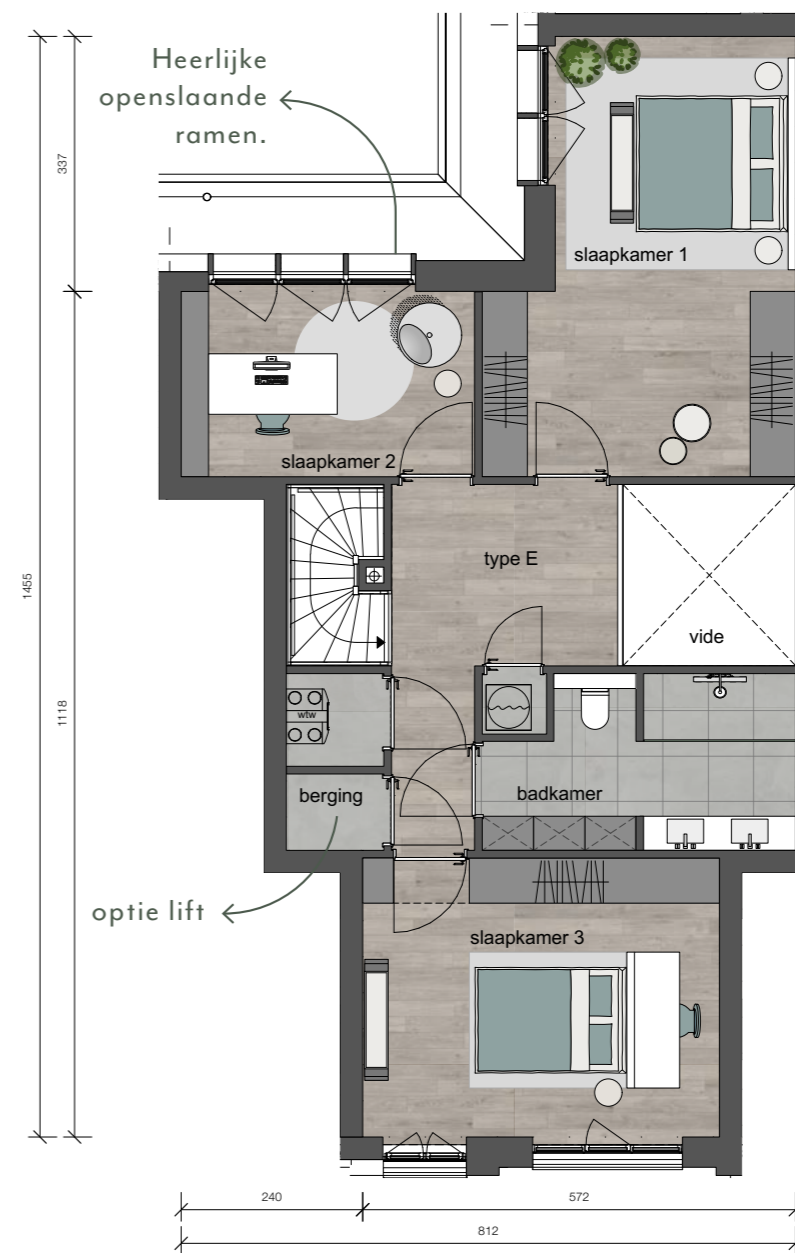 Heerlijke
openslaande
ramen.
337
slaapkamer 1
slaapkamer 2
type E
1455
vide
wtw
1118
berging
badkamer
optie lift
slaapkamer 3
240
572
812